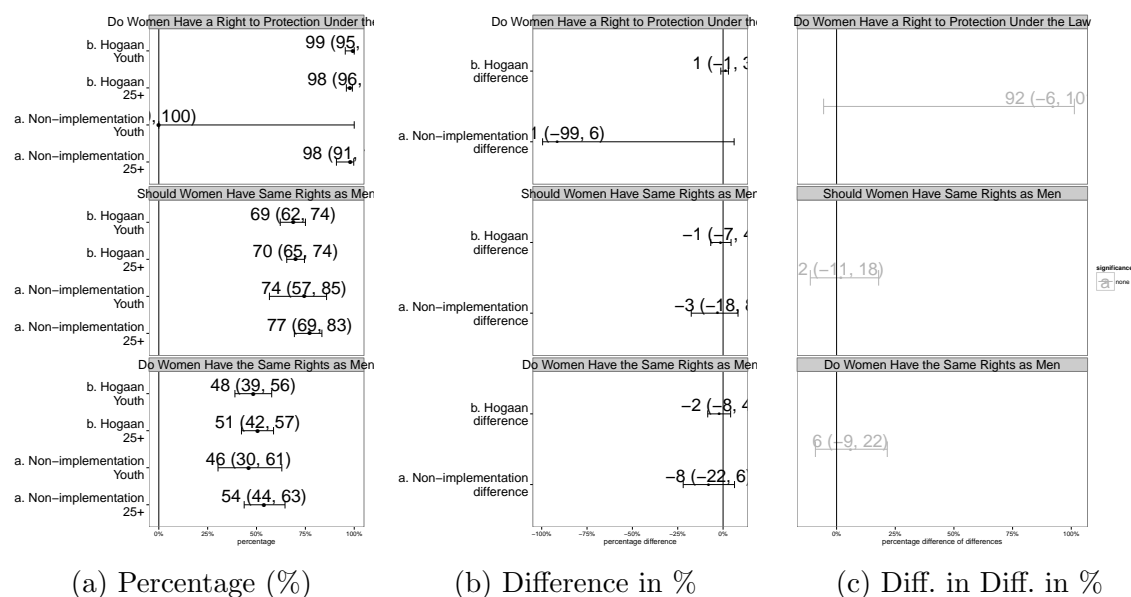 Do Women Have a Right to Protection Under the
b. Hogaan
Youth
99 (95,
b. Hogaan
25+
98 (96,
a. Non−implementation
Youth
, 100)
a. Non−implementation
25+
98 (91,
Should Women Have Same Rights as Men
b. Hogaan
Youth
69 (62, 74)
b. Hogaan
25+
70 (65, 74)
a. Non−implementation
Youth
74 (57, 85)
a. Non−implementation
25+
77 (69, 83)
Do Women Have the Same Rights as Men
b. Hogaan
Youth
48 (39, 56)
b. Hogaan
25+
51 (42, 57)
a. Non−implementation
Youth
46 (30, 61)
a. Non−implementation
25+
54 (44, 63)
0% 25% 50% 75% 100%
percentage
(a) Percentage (%)
Do Women Have a Right to Protection Under the
b. Hogaan
difference
1 (−1, 3
a. Non−implementation
difference
1 (−99, 6)
Should Women Have Same Rights as Men
b. Hogaan
difference
−1 (−7, 4
a. Non−implementation
difference
−3 (−18, 8
Do Women Have the Same Rights as Men
b. Hogaan
difference
−2 (−8, 4
a. Non−implementation
difference
−8 (−22, 6)
−100% −75% −50% −25% 0%
percentage difference
(b) Difference in %
Do Women Have a Right to Protection Under the Law
92 (−6, 10
Should Women Have Same Rights as Men
2 (−11, 18)
Do Women Have the Same Rights as Men
6 (−9, 22)
0% 25% 50% 75% 100%
percentage difference of differences
significance
a none
(c) Diff. in Diff. in %